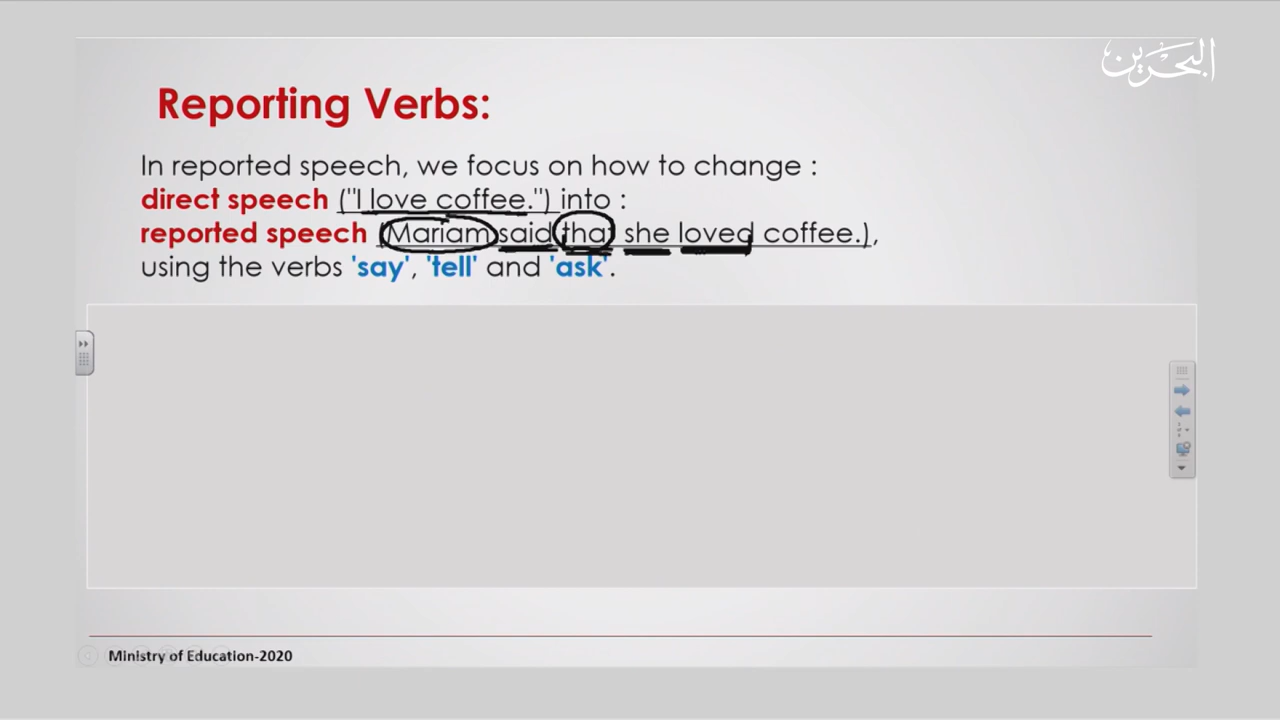 البحرين
Reporting Verbs:
In reported speech, we focus on how to change :
direct speech ("I love coffee.") into :
reported speech (Mariam said that she loved coffee.),
using the verbs 'say', 'tell' and 'ask'.
Ministry of Education-2020